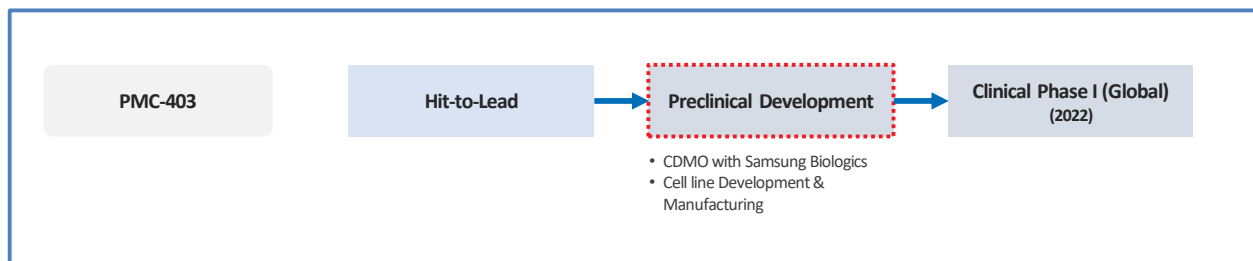 PMC-403
Hit-to-Lead
Preclinical Development
Clinical Phase I (Global)
(2022)
• CDMO with Samsung Biologics
• Cell line Development &
Manufacturing